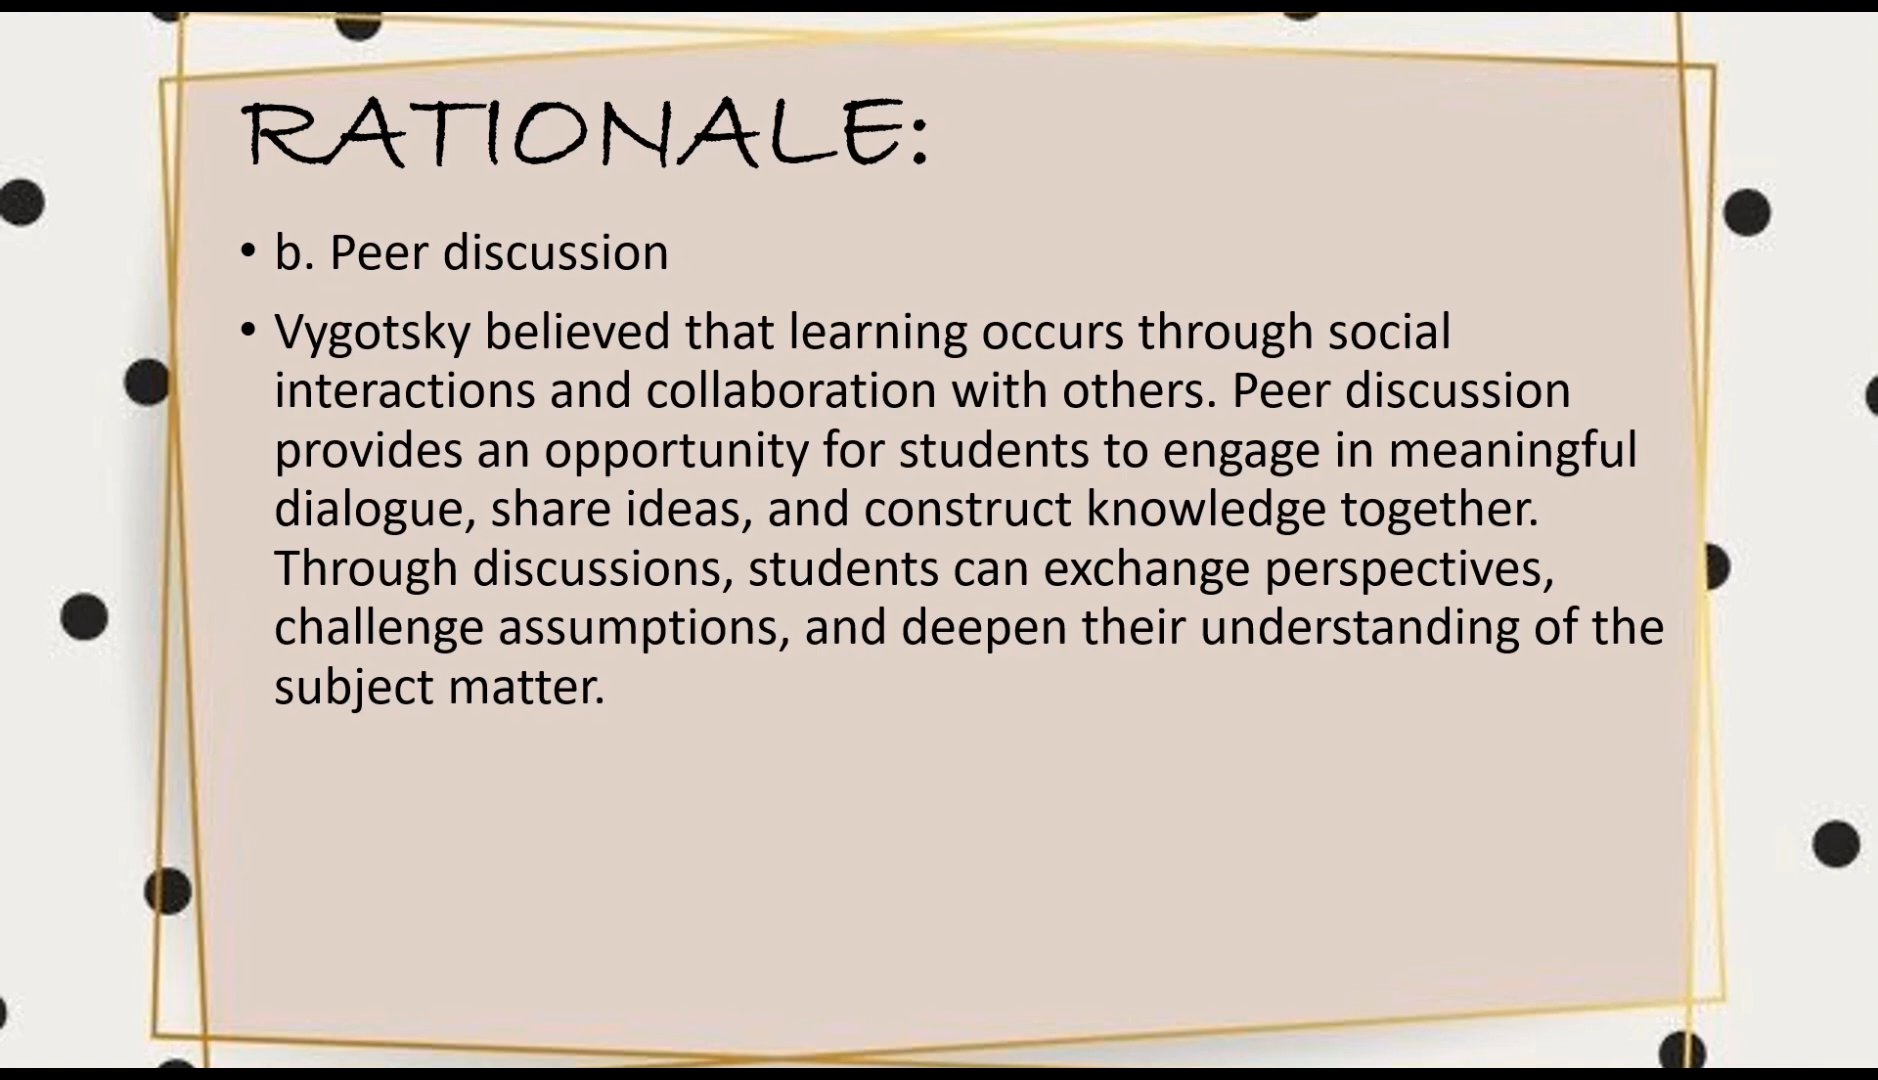 RATIONALE:
• b. Peer discussion
• Vygotsky believed that learning occurs through social
interactions and collaboration with others. Peer discussion
provides an opportunity for students to engage in meaningful
dialogue, share ideas, and construct knowledge together.
Through discussions, students can exchange perspectives,
challenge assumptions, and deepen their understanding of the
subject matter.